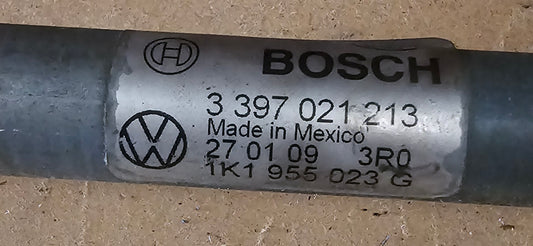 BOSCH
3 397 021 213
Made in Mexico
27 01 09 3R0
1K1 955 023 G